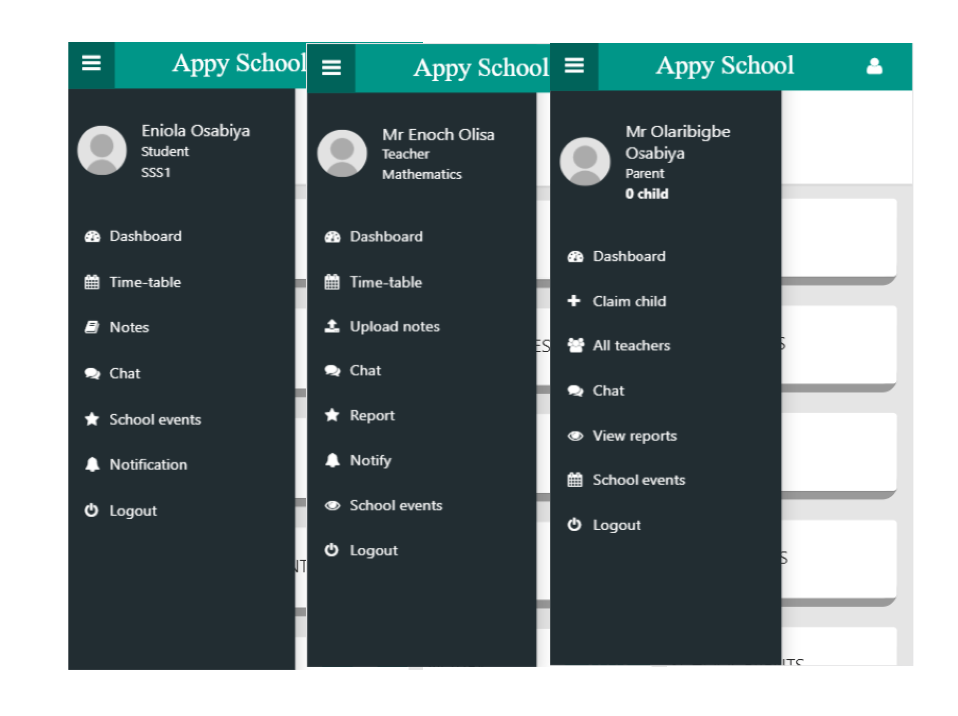 Appy School
Eniola Osabiya
Student
SSS1
Dashboard
Time-table
Notes
Chat
School events
Notification
Logout
Appy School
Mr Enoch Olisa
Teacher
Mathematics
Dashboard
Time-table
Upload notes
Chat
Report
Notify
School events
Logout
Appy School
Mr Olaribigbe
Osabiya
Parent
0 child
Dashboard
Claim child
All teachers
Chat
View reports
School events
Logout